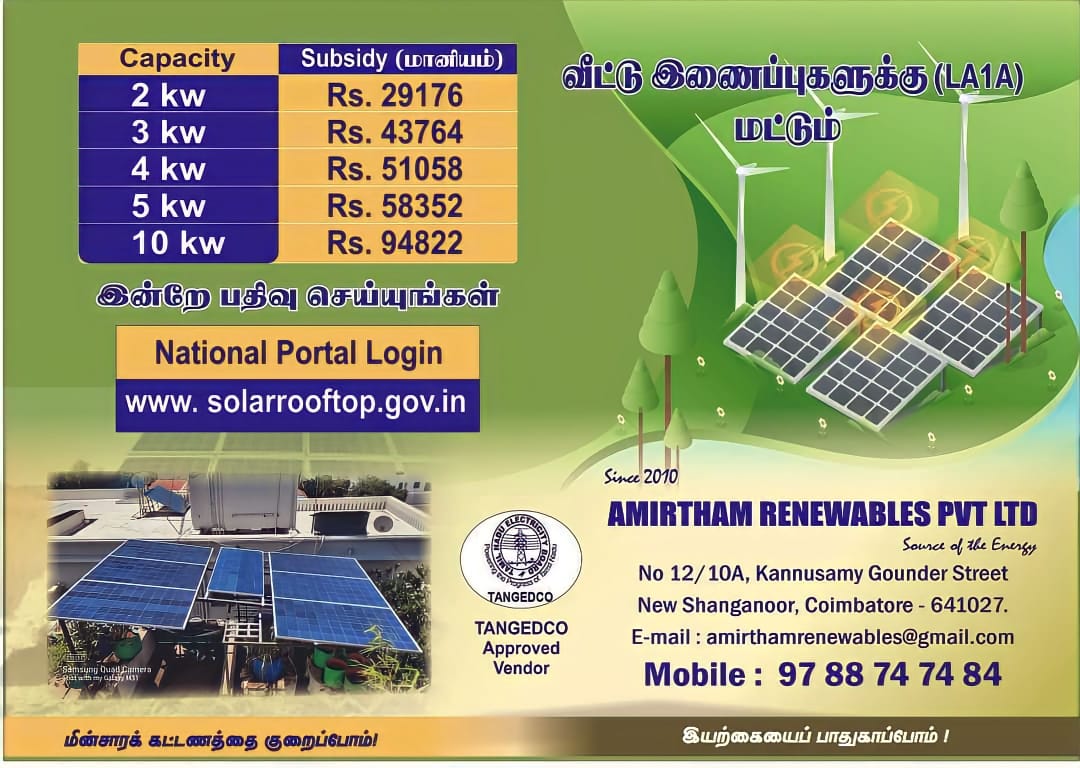 Capacity Subsidy (மானியம்)
2 kw Rs. 29176
3 kw Rs. 43764
4 kw Rs. 51058
5 kw Rs. 58352
10 kw Rs. 94822
இன்றே பதிவு செய்யுங்கள்
National Portal Login
www. solarrooftop.gov.in
Samsung Quad Camera
Shot with my Galaxy M31
மின்சாரக் கட்டணத்தை குறைப்போம்!
வீட்டு இணைப்புகளுக்கு (LA1A)
மட்டும்
Since 2010
AMIRTHAM RENEWABLES PVT LTD
Source of the Energy
No 12/10A, Kannusamy Gounder Street
New Shanganoor, Coimbatore - 641027.
E-mail : amirthamrenewables@gmail.com
Mobile : 97 88 74 74 84
TAMIL NADU ELECTRICITY BOARD
TANGEDCO
TANGEDCO
Approved
Vendor
இயற்கையைப் பாதுகாப்போம் !